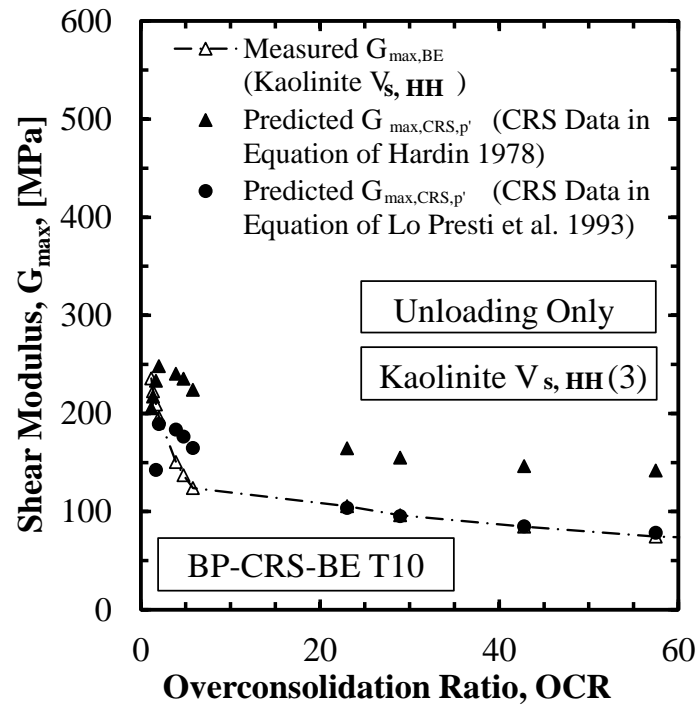 600
500
400
300
200
100
0
Shear Modulus, Gmax, [MPa]
Measured Gmax,BE
(Kaolinite Vs, HH )
Predicted G max,CRS,p' (CRS Data in
Equation of Hardin 1978)
Predicted Gmax,CRS,p' (CRS Data in
Equation of Lo Presti et al. 1993)
Unloading Only
Kaolinite V s, HH (3)
BP-CRS-BE T10
0 20 40 60
Overconsolidation Ratio, OCR